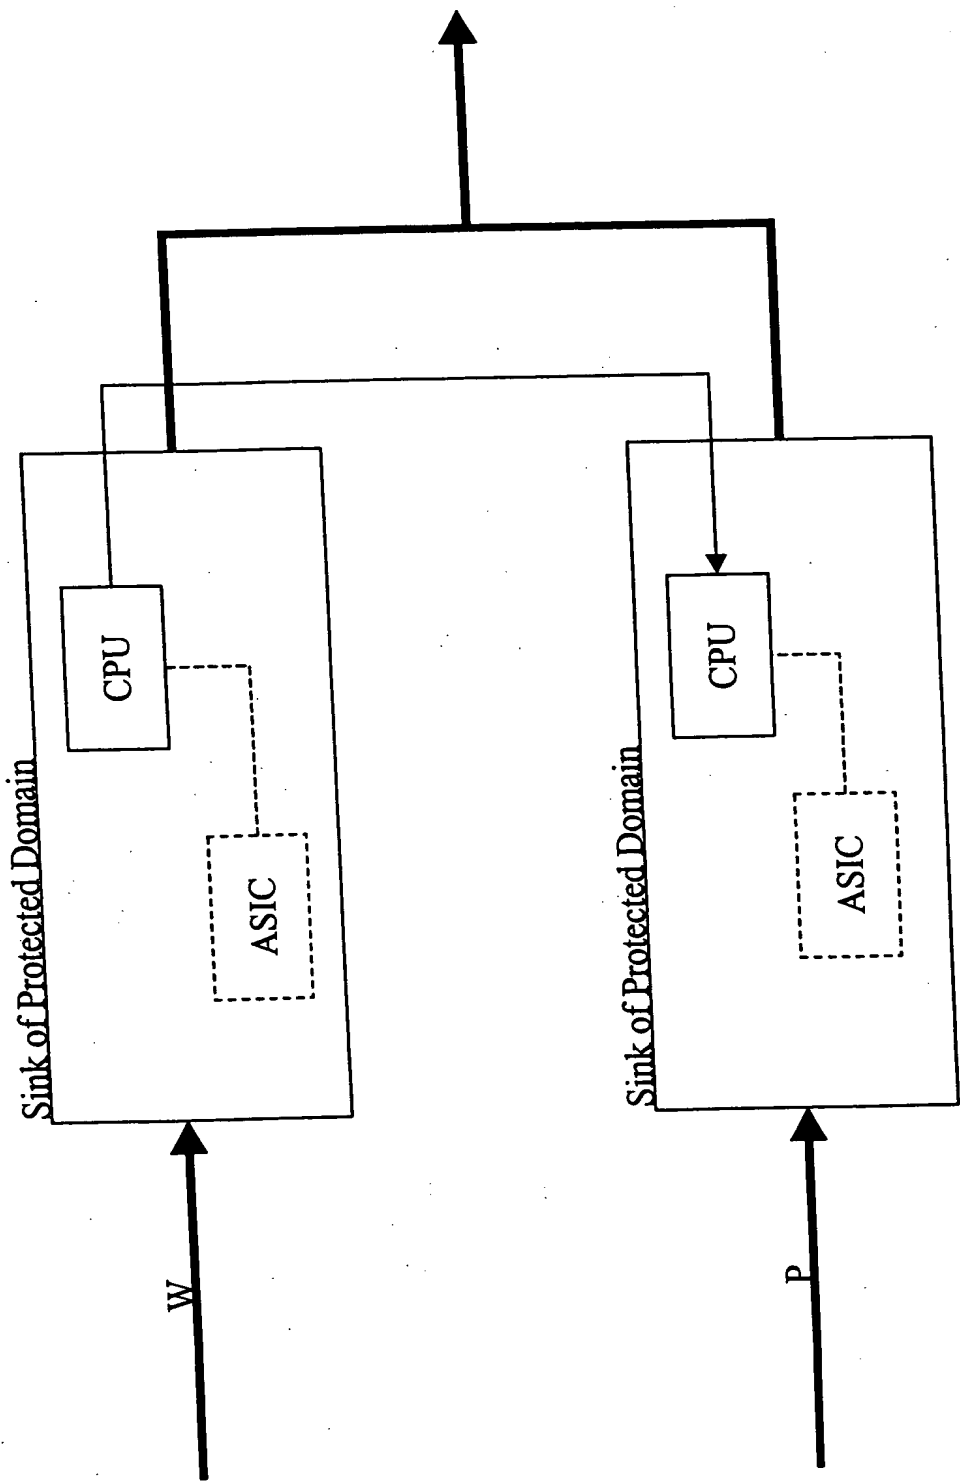 Sink of Protected Domain
CPU
ASIC
W
Sink of Protected Domain
CPU
ASIC
P